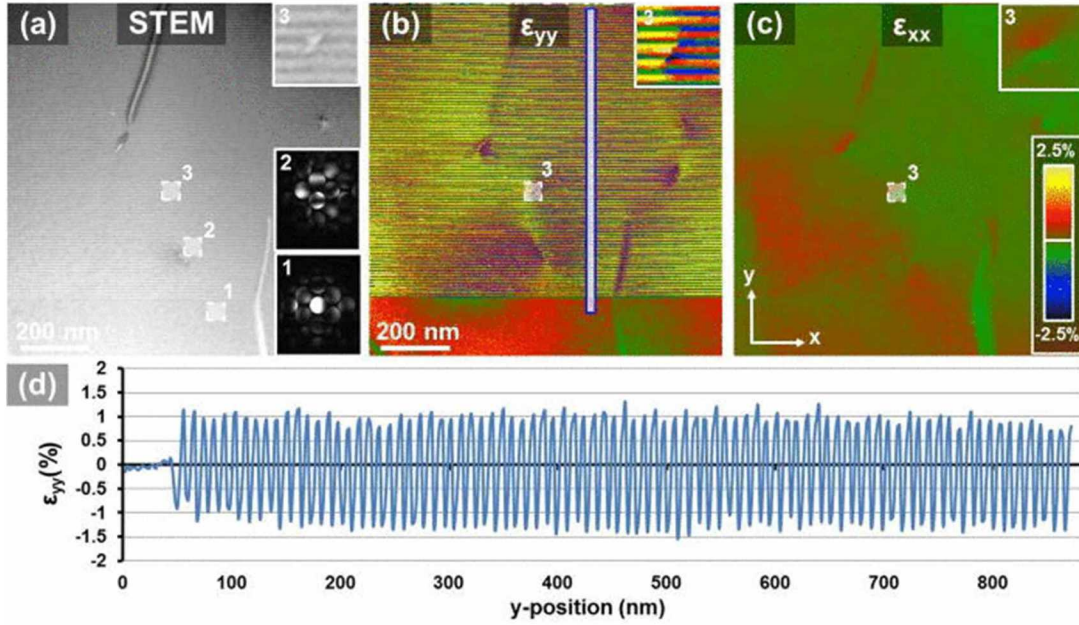 (a) STEM 3
(b) εyy 3
(c) εxx 3
3
2
1
2
1
200 nm
3
200 nm
3
y
x
2.5%
-2.5%
(d)
εyy(%)
2
1.5
1
0.5
0
-0.5
-1
-1.5
-2
0 100 200 300 400 500 600 700 800
y-position (nm)